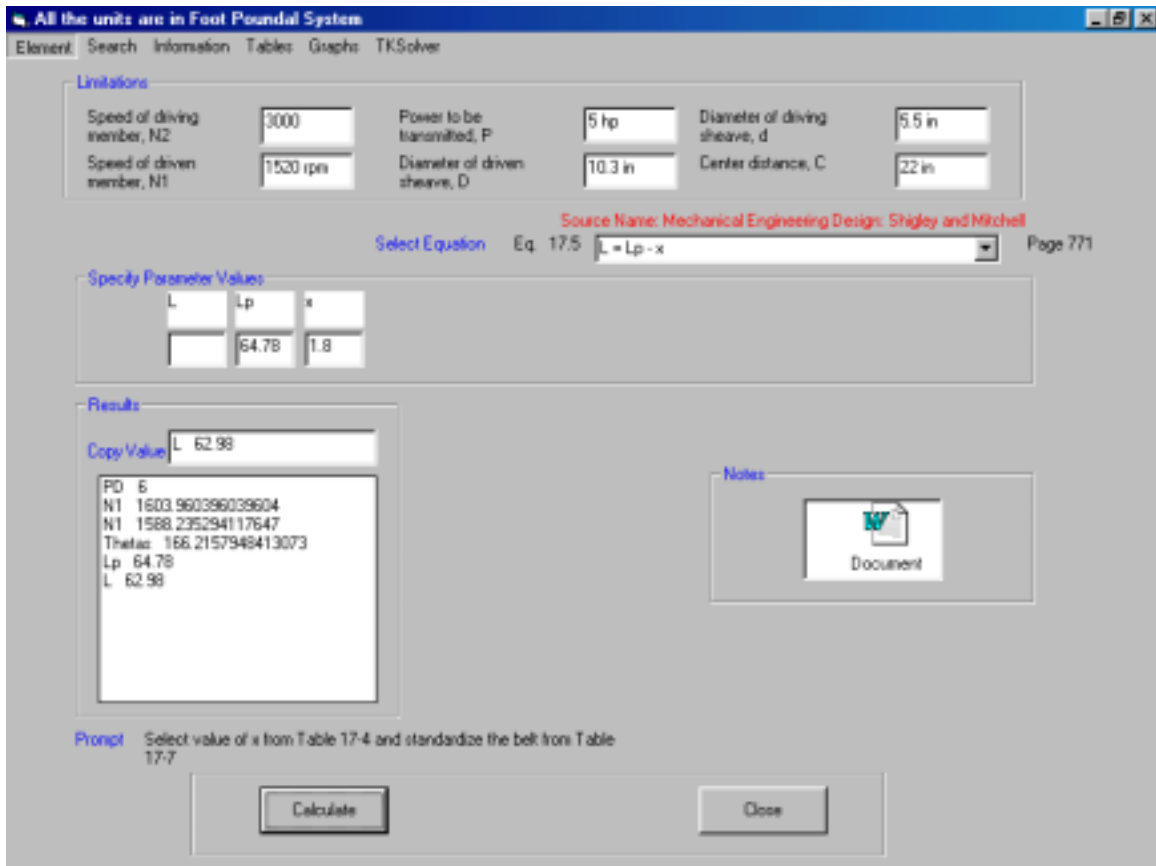 All the units are in Foot Poundal System
Element Search Information Tables Graphs TKSolver
Limitations
Speed of driving member, N2
3000
Power to be transmitted, P
5 hp
Diameter of driving sheave, d
5.5 in
Speed of driven member, N1
1520 rpm
Diameter of driven sheave, D
10.3 in
Center distance, C
22 in
Source Name: Mechanical Engineering Design: Shigley and Mitchell
Select Equation Eq. 17.5 L = Lp - x Page 771
Specify Parameter Values
L Lp x
64.78 1.8
Results
Copy Value L 62.98
PD 6
N1 1603.960396039604
N1 1588.235294117647
Thetas 166.2157948413073
Lp 64.78
L 62.98
Notes
W
Document
Prompt Select value of x from Table 17-4 and standardize the belt from Table
17-7
Calculate Close